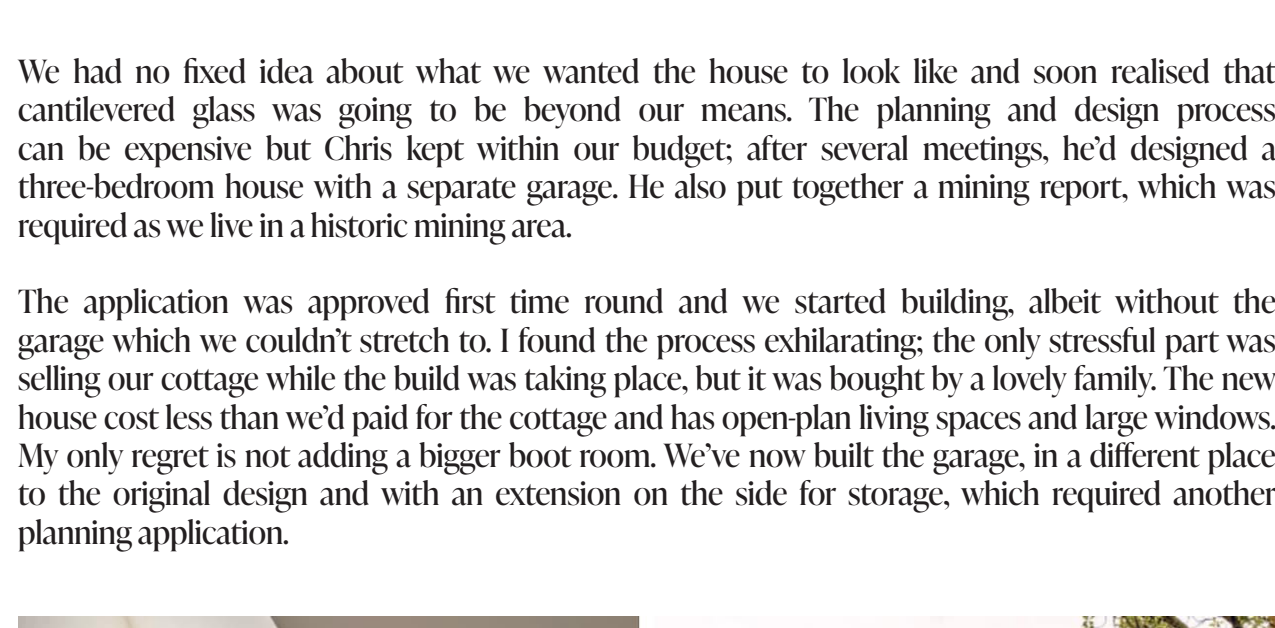 We had no fixed idea about what we wanted the house to look like and soon realised that
cantilevered glass was going to be beyond our means. The planning and design process
can be expensive but Chris kept within our budget; after several meetings, he’d designed a
three-bedroom house with a separate garage. He also put together a mining report, which was
required as we live in a historic mining area.
The application was approved first time round and we started building, albeit without the
garage which we couldn’t stretch to. I found the process exhilarating; the only stressful part was
selling our cottage while the build was taking place, but it was bought by a lovely family. The new
house cost less than we’d paid for the cottage and has open-plan living spaces and large windows.
My only regret is not adding a bigger boot room. We’ve now built the garage, in a different place
to the original design and with an extension on the side for storage, which required another
planning application.